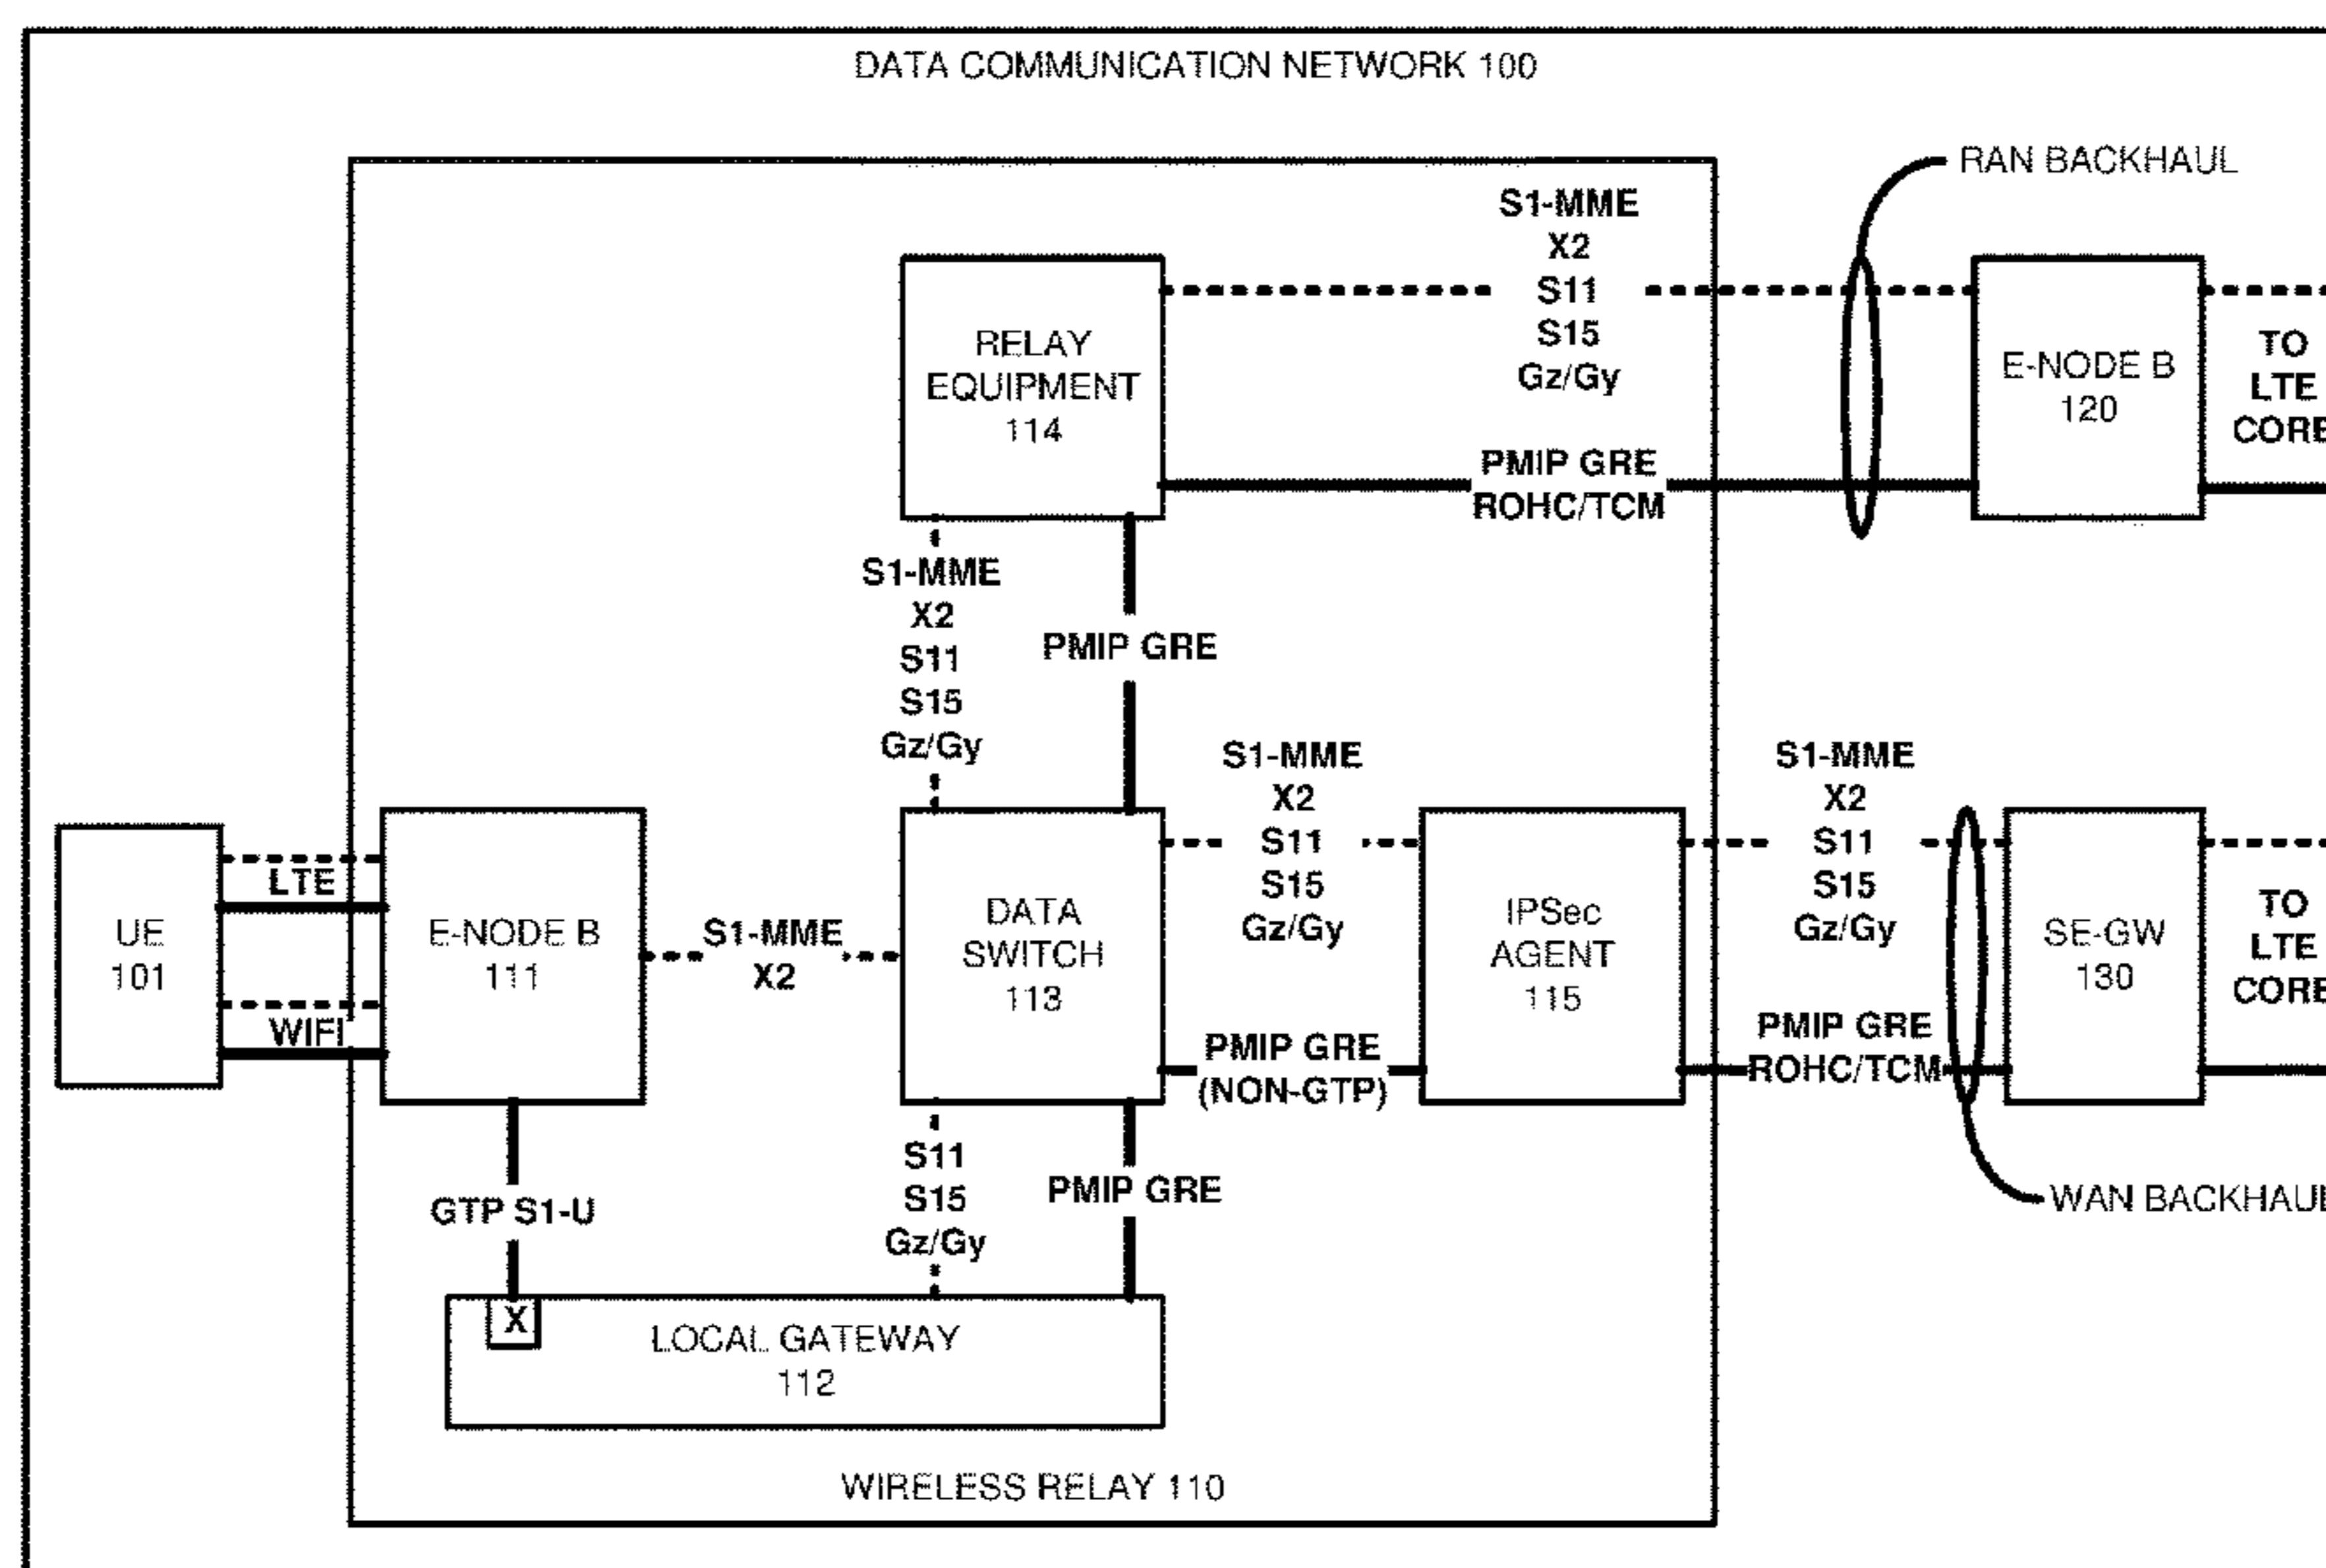 DATA COMMUNICATION NETWORK 100
RAN BACKHAUL
S1-MME
X2
S11
S15
Gz/Gy
RELAY
EQUIPMENT
114
E-NODE B
120
TO
LTE
CORE
PMIP GRE
ROHC/TCM
S1-MME
X2
S11
S15
Gz/Gy
PMIP GRE
S1-MME
X2
S11
S15
Gz/Gy
S1-MME
X2
S11
S15
Gz/Gy
LTE
UE
101
WIFI
E-NODE B
111
S1-MME
X2
DATA
SWITCH
113
IPSec
AGENT
115
SE-GW
130
TO
LTE
CORE
PMIP GRE
(NON-GTP)
PMIP GRE
ROHC/TCM
GTP S1-U
S11
S15
Gz/Gy
PMIP GRE
WAN BACKHAUL
X
LOCAL GATEWAY
112
WIRELESS RELAY 110